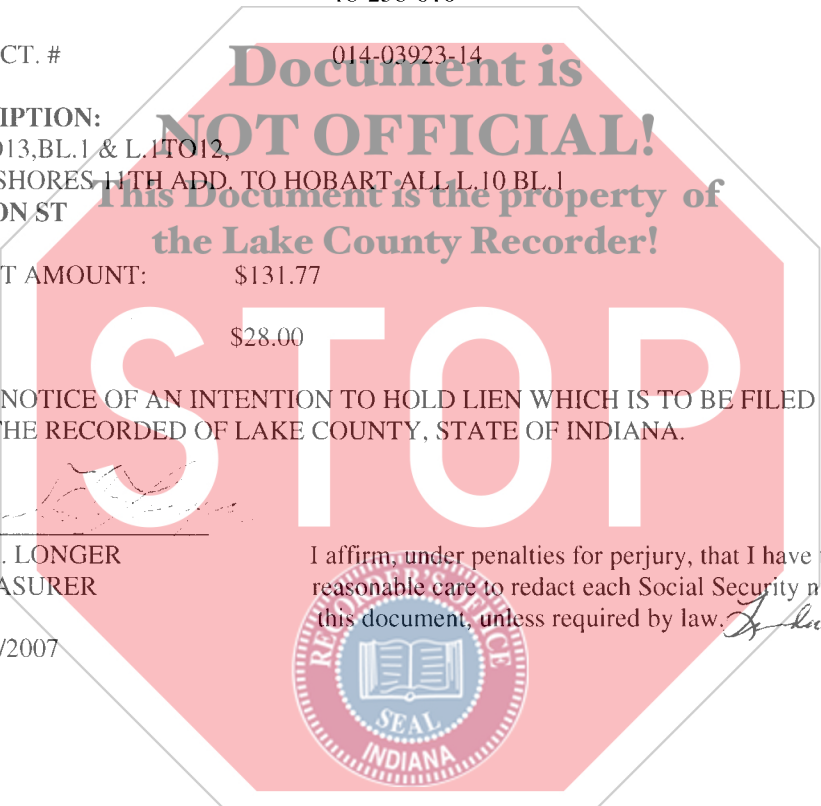 CT. # 014-03923-14
Document is
IPTION:
NOT OFFICIAL!
13,BL.1 & L.1TO12,
SHORES 11TH ADD. TO HOBART ALL L.10 BL.1
This Document is the property of
ON ST
the Lake County Recorder!
T AMOUNT: $131.77
$28.00
STOP
NOTICE OF AN INTENTION TO HOLD LIEN WHICH IS TO BE FILED
THE RECORDED OF LAKE COUNTY, STATE OF INDIANA.
. LONGER
ASURER
I affirm, under penalties for perjury, that I have
reasonable care to redact each Social Security n
this document, unless required by law.
/2007
RECORDER'S OFFICE
SEAL
INDIANA